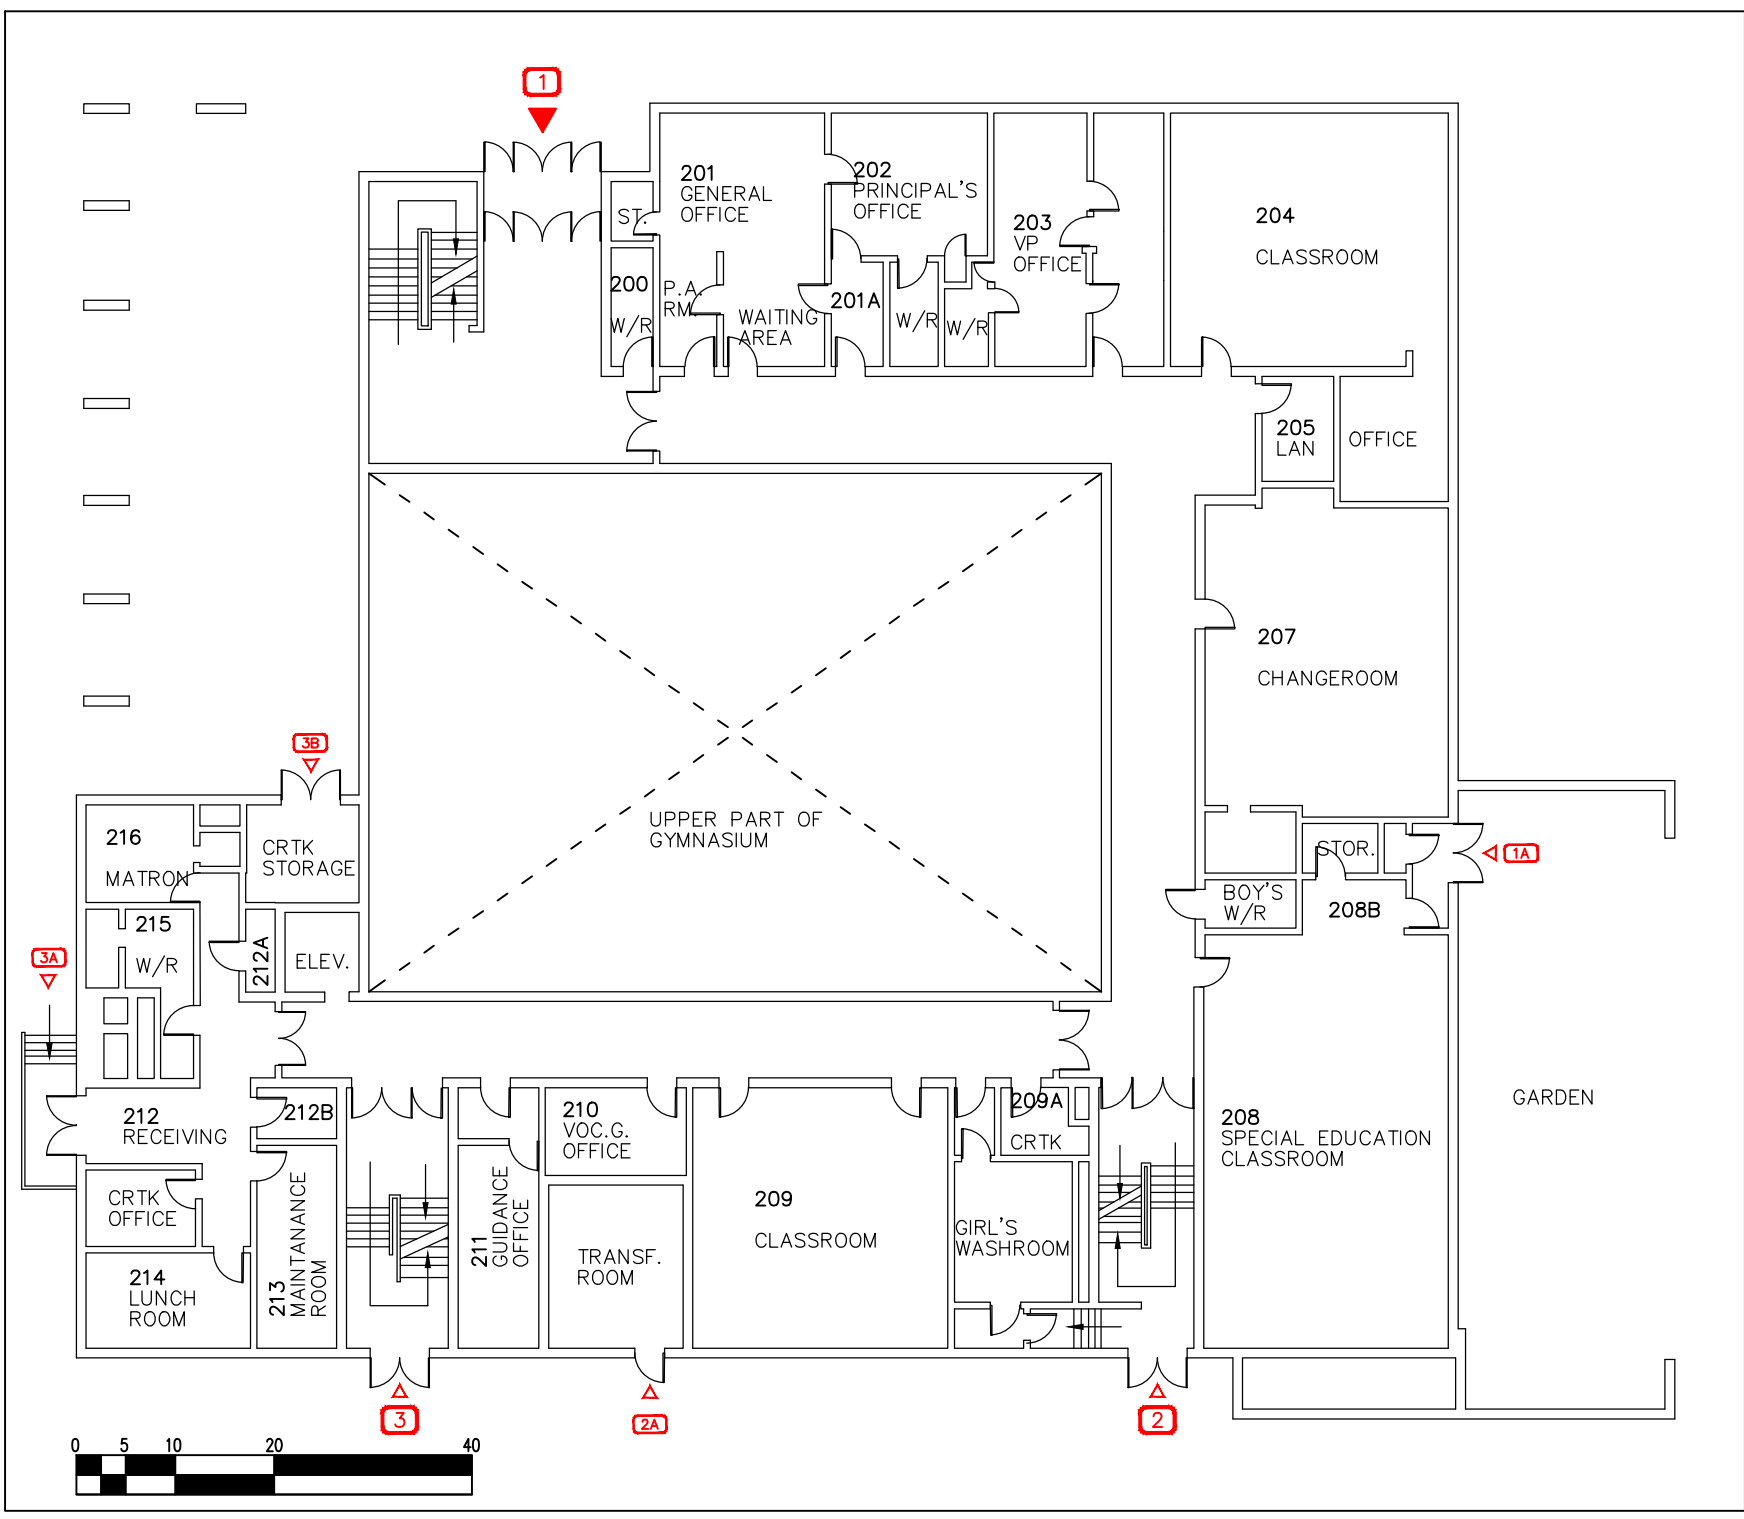 1
201
GENERAL
OFFICE
202
PRINCIPAL'S
OFFICE
ST.
203
VP
OFFICE
204
CLASSROOM
200
W/R
P.A.
RM.
WAITING
AREA
201A
W/R
W/R
205
LAN
OFFICE
207
CHANGEROOM
3B
UPPER PART OF
GYMNASIUM
216
MATRON
CRTK
STORAGE
STOR.
1A
BOY'S
W/R
208B
215
W/R
212A
ELEV.
3A
212
RECEIVING
212B
210
VOC.G.
OFFICE
209A
CRTK
208
SPECIAL EDUCATION
CLASSROOM
GARDEN
CRTK
OFFICE
213
MAINTANANCE
ROOM
211
GUIDANCE
OFFICE
209
CLASSROOM
GIRL'S
WASHROOM
TRANSF.
ROOM
214
LUNCH
ROOM
3
2A
2
0 5 10 20 40